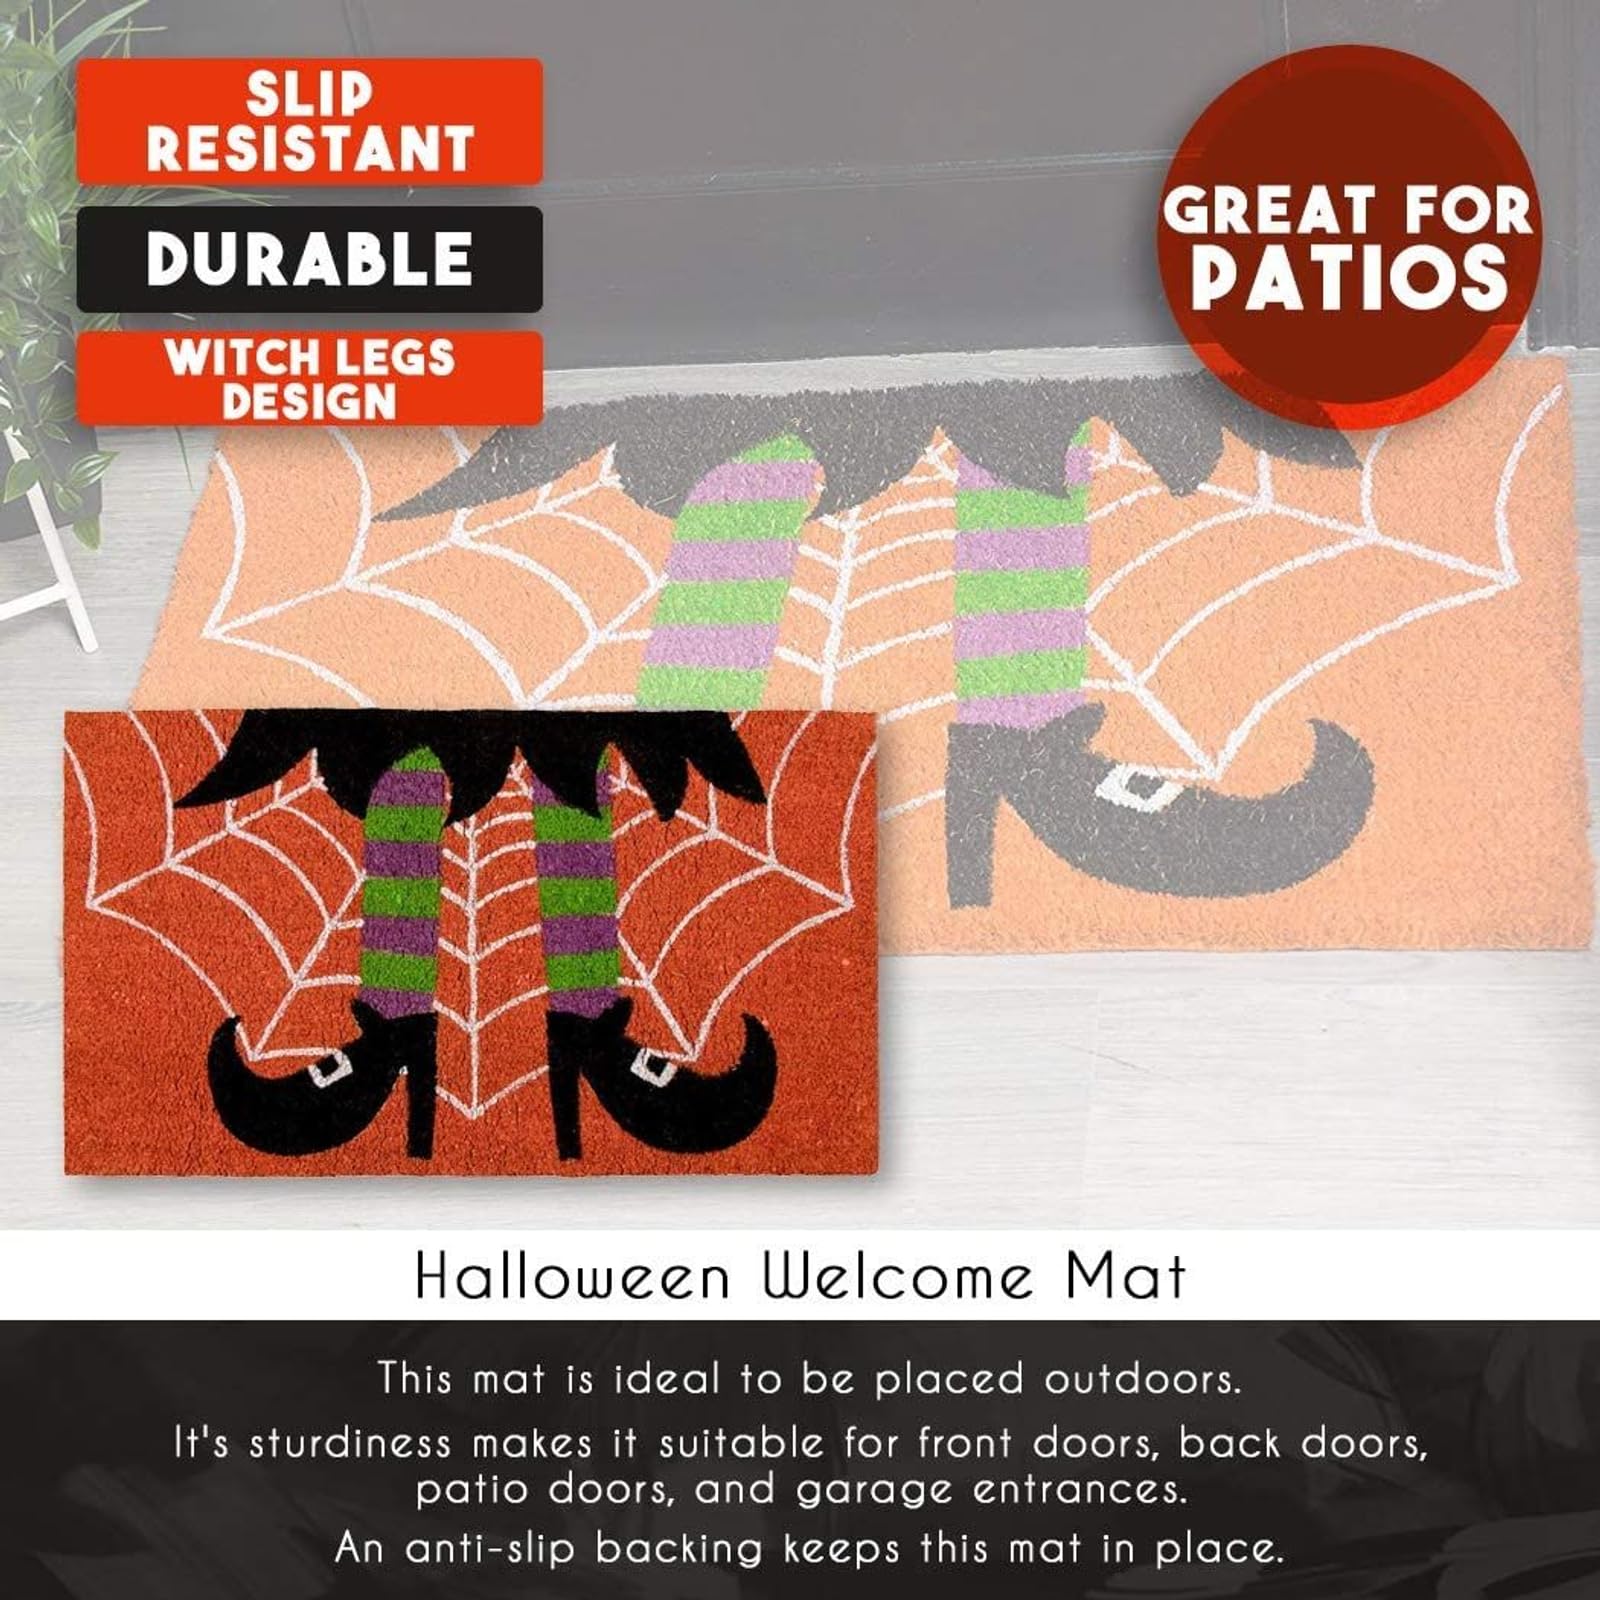 SLIP
RESISTANT
DURABLE
WITCH LEGS
DESIGN
GREAT FOR
PATIOS
Halloween Welcome Mat
This mat is ideal to be placed outdoors.
It's sturdiness makes it suitable for front doors, back doors,
patio doors, and garage entrances.
An anti-slip backing keeps this mat in place.